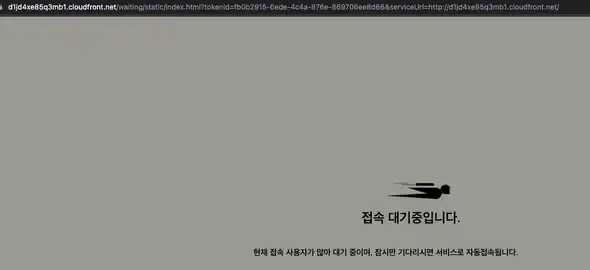 d1jd4xe85q3mb1.cloudfront.net/waiting/static/index.html?tokenId=fb0b2915-6ede-4c4a-876e-869706ee8d66&serviceUrl=http://d1jd4xe85q3mb1.cloudfront.net/
접속 대기중입니다.
현재 접속 사용자가 많아 대기 중이며, 잠시만 기다리시면 서비스로 자동접속됩니다.